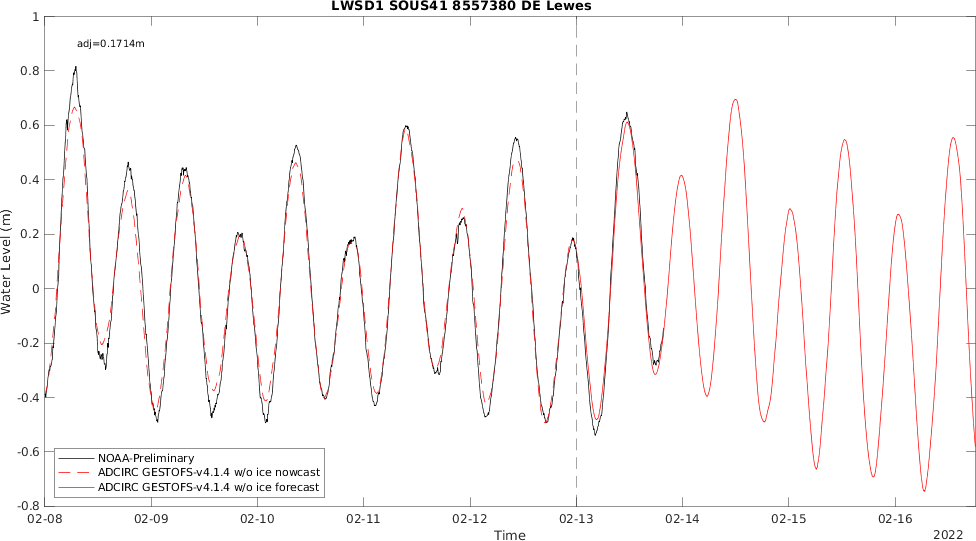 LWSD1 SOUS41 8557380 DE Lewes
adj=0.1714m
1
0.8
0.6
0.4
0.2
0
-0.2
-0.4
-0.6
-0.8
Water Level (m)
NOAA-Preliminary
ADCIRC GESTOFS-v4.1.4 w/o ice nowcast
ADCIRC GESTOFS-v4.1.4 w/o ice forecast
02-08 02-09 02-10 02-11 02-12 02-13 02-14 02-15 02-16
Time
2022